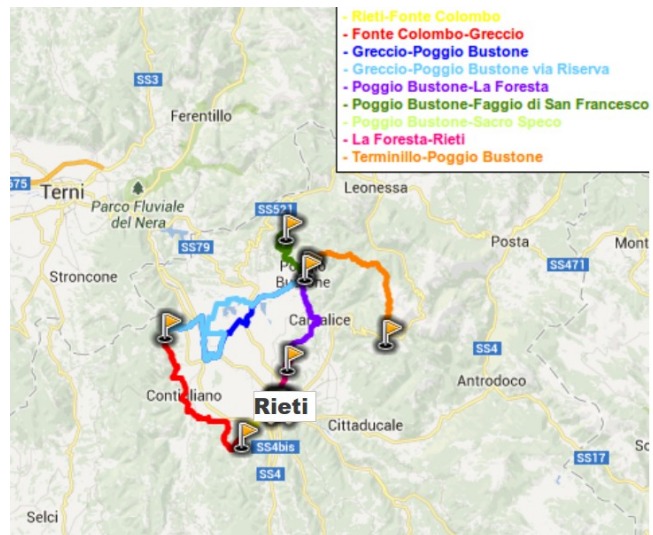 - Rieti-Fonte Colombo
- Fonte Colombo-Greccio
- Greccio-Poggio Bustone
- Greccio-Poggio Bustone via Riserva
- Poggio Bustone-La Foresta
- Poggio Bustone-Faggio di San Francesco
- Poggio Bustone-Sacro Speco
- La Foresta-Rieti
- Terminillo-Poggio Bustone
SS3
Ferentillo
675
Terni
Leonessa
Parco Fluviale
del Nera
SS521
SS79
Posta
Mont
Stroncone
SS471
SS4
Contigliano
Antrodoco
Rieti
Cittaducale
SS4bis
SS17
SS4
Selci